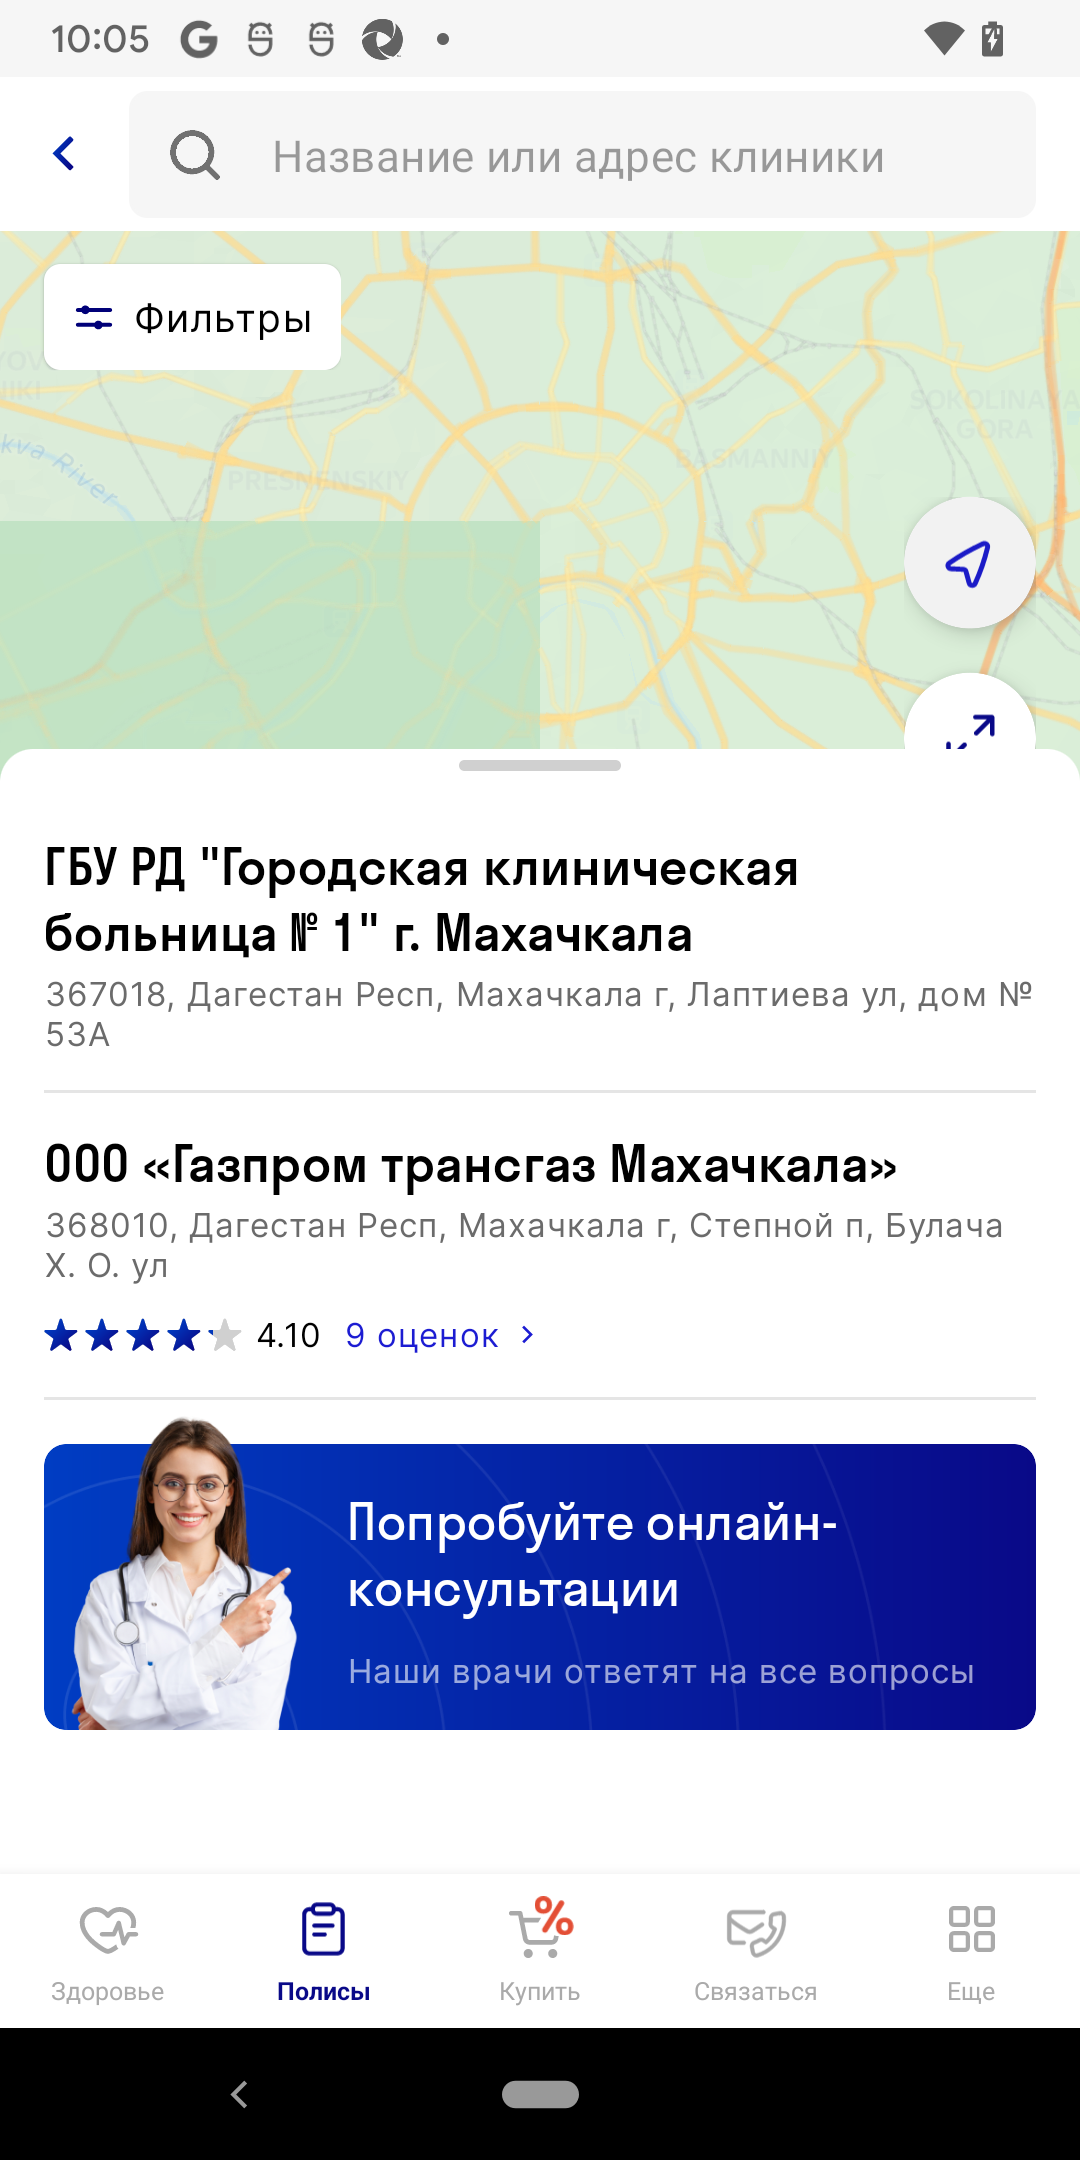 10:05
Название или адрес клиники
Фильтры
PRESNENSKIY
BASMANNIY
SOKOLINAYA
GORA
River
ГБУ РД "Городская клиническая
больница № 1" г. Махачкала
367018, Дагестан Респ, Махачкала г, Лаптиева ул, дом №
53А
ООО «Газпром трансгаз Махачкала»
368010, Дагестан Респ, Махачкала г, Степной п, Булача
Х. О. ул
4.10 9 оценок
Попробуйте онлайн-
консультации
Наши врачи ответят на все вопросы
Здоровье
Полисы
Купить
Связаться
Еще